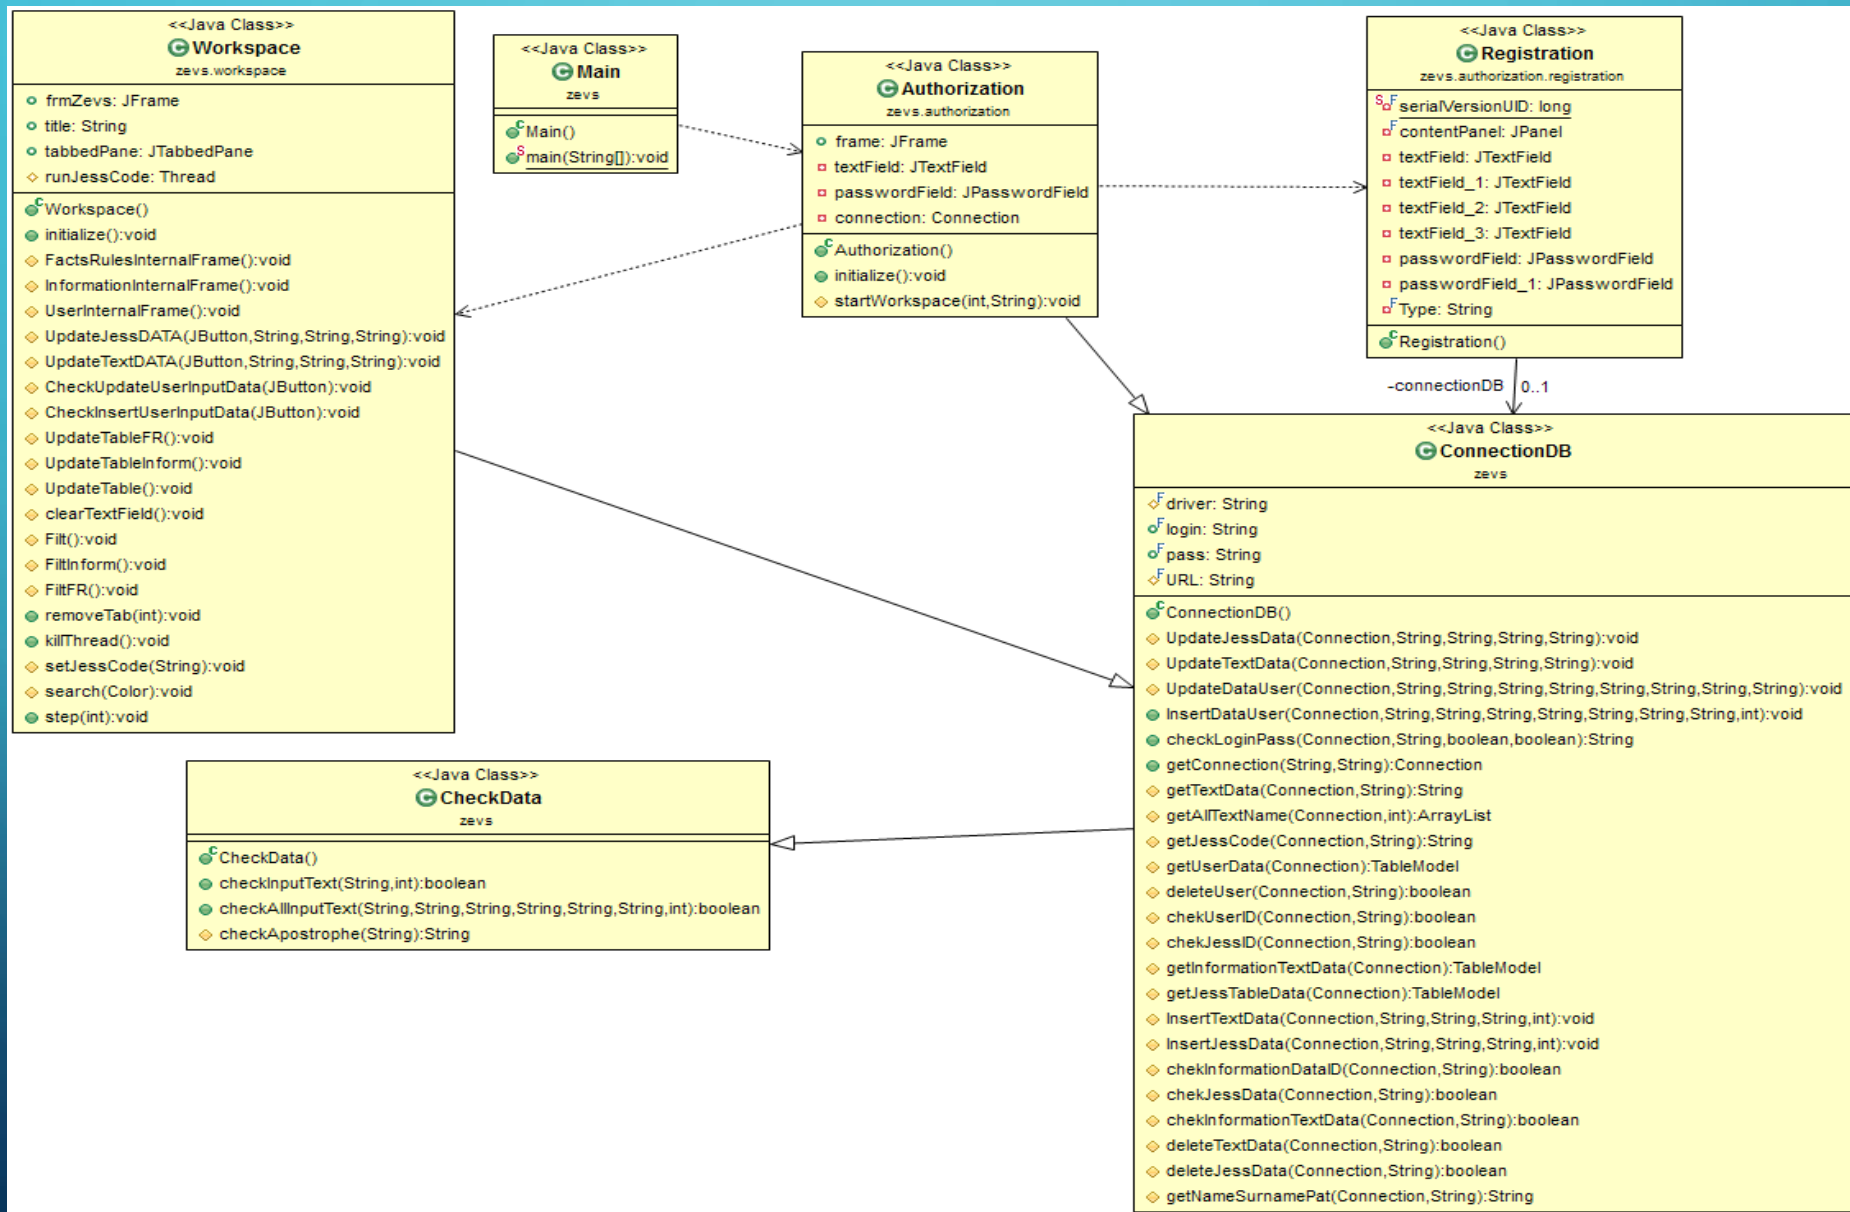 <<Java Class>>
Workspace
zevs.workspace
frmZevs: JFrame
title: String
tabbedPane: JTabbedPane
runJessCode: Thread
Workspace()
initialize():void
FactsRulesInternalFrame():void
InformationInternalFrame():void
UserInternalFrame():void
UpdateJessDATA(JButton,String,String,String):void
UpdateTextDATA(JButton,String,String,String):void
CheckUpdateUserInputData(JButton):void
CheckInsertUserInputData(JButton):void
UpdateTableFR():void
UpdateTableInform():void
UpdateTable():void
clearTextField():void
Filt():void
FiltInform():void
FiltFR():void
removeTab(int):void
killThread():void
setJessCode(String):void
search(Color):void
step(int):void
<<Java Class>>
Main
zevs
Main()
main(String[]):void
<<Java Class>>
Authorization
zevs.authorization
frame: JFrame
textField: JTextField
passwordField: JPasswordField
connection: Connection
Authorization()
initialize():void
startWorkspace(int,String):void
<<Java Class>>
Registration
zevs.authorization.registration
serialVersionUID: long
contentPanel: JPanel
textField: JTextField
textField_1: JTextField
textField_2: JTextField
textField_3: JTextField
passwordField: JPasswordField
passwordField_1: JPasswordField
Type: String
Registration()
-connectionDB 0..1
<<Java Class>>
ConnectionDB
zevs
driver: String
login: String
pass: String
URL: String
ConnectionDB()
UpdateJessData(Connection,String,String,String,String):void
UpdateTextData(Connection,String,String,String,String):void
UpdateDataUser(Connection,String,String,String,String,String,String,String,String):void
InsertDataUser(Connection,String,String,String,String,String,String,String,int):void
checkLoginPass(Connection,String,boolean,boolean):String
getConnection(String,String):Connection
getTextData(Connection,String):String
getAllTextName(Connection,int):ArrayList
getJessCode(Connection,String):String
getUserData(Connection):TableModel
deleteUser(Connection,String):boolean
chekUserID(Connection,String):boolean
chekJessID(Connection,String):boolean
getInformationTextData(Connection):TableModel
getJessTableData(Connection):TableModel
InsertTextData(Connection,String,String,String,int):void
InsertJessData(Connection,String,String,String,int):void
chekInformationDataID(Connection,String):boolean
chekJessData(Connection,String):boolean
chekInformationTextData(Connection,String):boolean
deleteTextData(Connection,String):boolean
deleteJessData(Connection,String):boolean
getNameSurnamePat(Connection,String):String
<<Java Class>>
CheckData
zevs
CheckData()
checkInputText(String,int):boolean
checkAllInputText(String,String,String,String,String,String,int):boolean
checkApostrophe(String):String